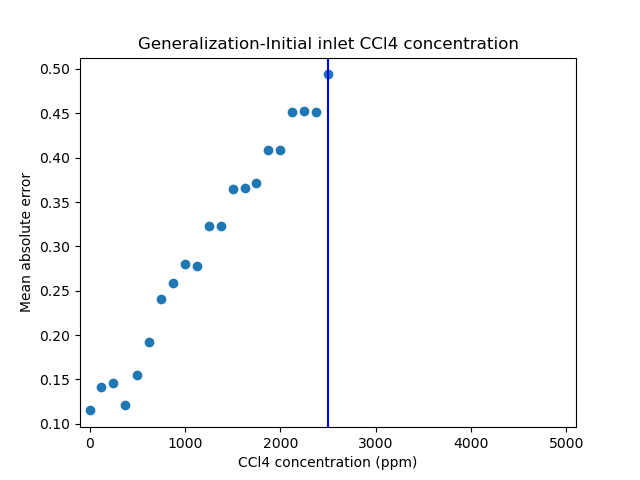 Generalization-Initial inlet CCl4 concentration
0.50
0.45
0.40
0.35
0.30
0.25
0.20
0.15
0.10
Mean absolute error
0 1000 2000 3000 4000 5000
CCl4 concentration (ppm)